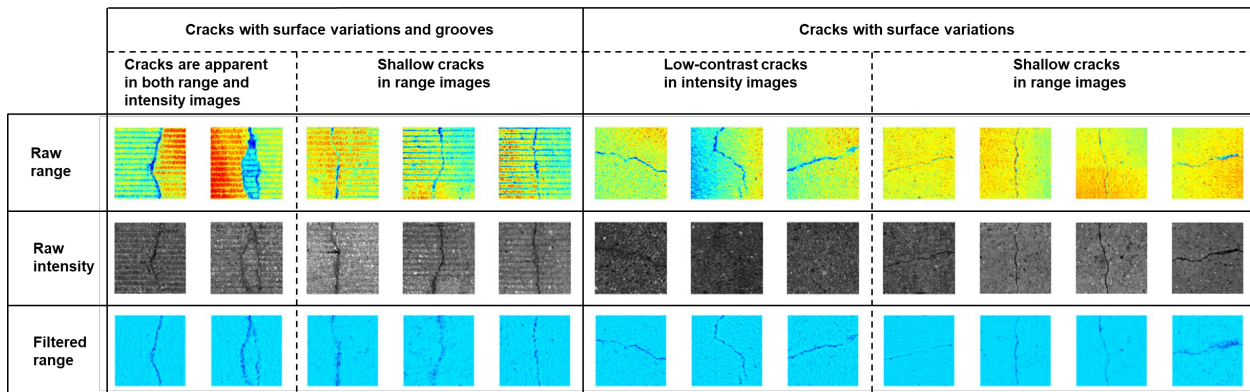 Cracks with surface variations and grooves
Cracks with surface variations
Cracks are apparent
in both range and
intensity images
Shallow cracks
in range images
Low-contrast cracks
in intensity images
Shallow cracks
in range images
Raw
range
Raw
intensity
Filtered
range